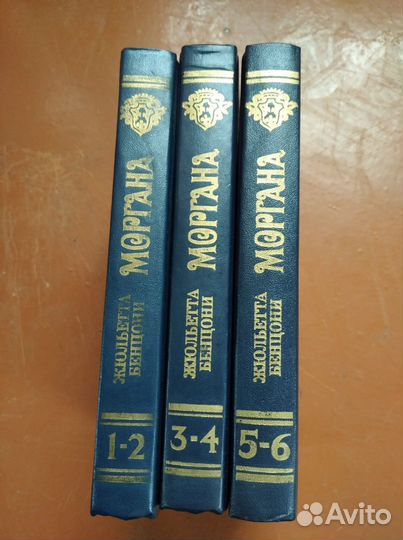 ЖЮЛЬЕТТА
БЕНЦОНИ
МОРГАНА
1-2
ЖЮЛЬЕТТА
БЕНЦОНИ
МОРГАНА
3-4
ЖЮЛЬЕТТА
БЕНЦОНИ
МОРГАНА
5-6
Avito